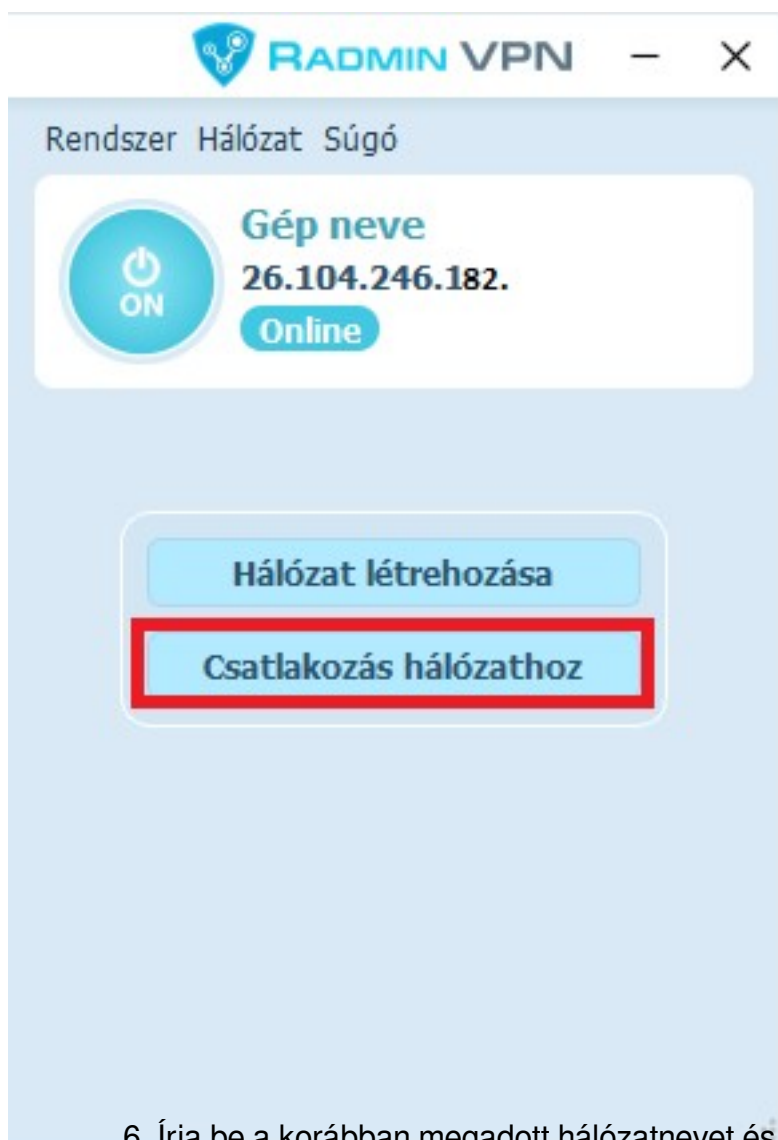 RADMIN VPN
Rendszer Hálózat Súgó
Gép neve
ON
26.104.246.182.
Online
Hálózat létrehozása
Csatlakozás hálózathoz
6. Írja be a korábban megadott hálózatnevet és